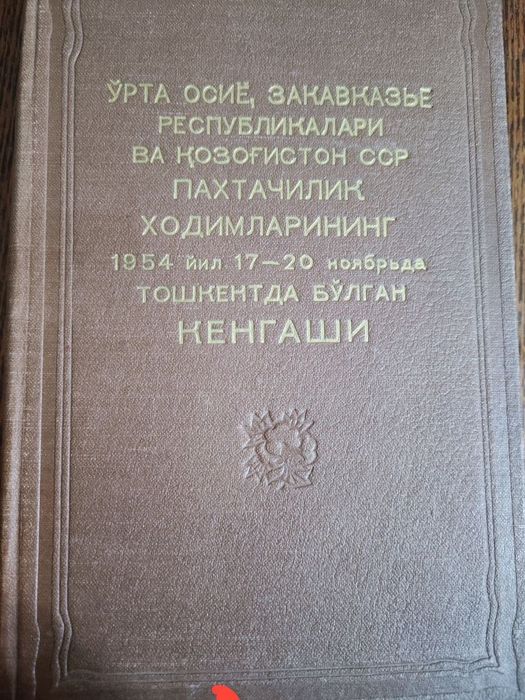 ЎРТА ОСИЁ, ЗАКАВКАЗЬЕ
РЕСПУБЛИКАЛАРИ
ВА ҚОЗОҒИСТОН ССР
ПАХТАЧИЛИК
ХОДИМЛАРИНИНГ
1954 йил 17—20 ноябрьда
ТОШКЕНТДА БЎЛГАН
КЕНГАШИ